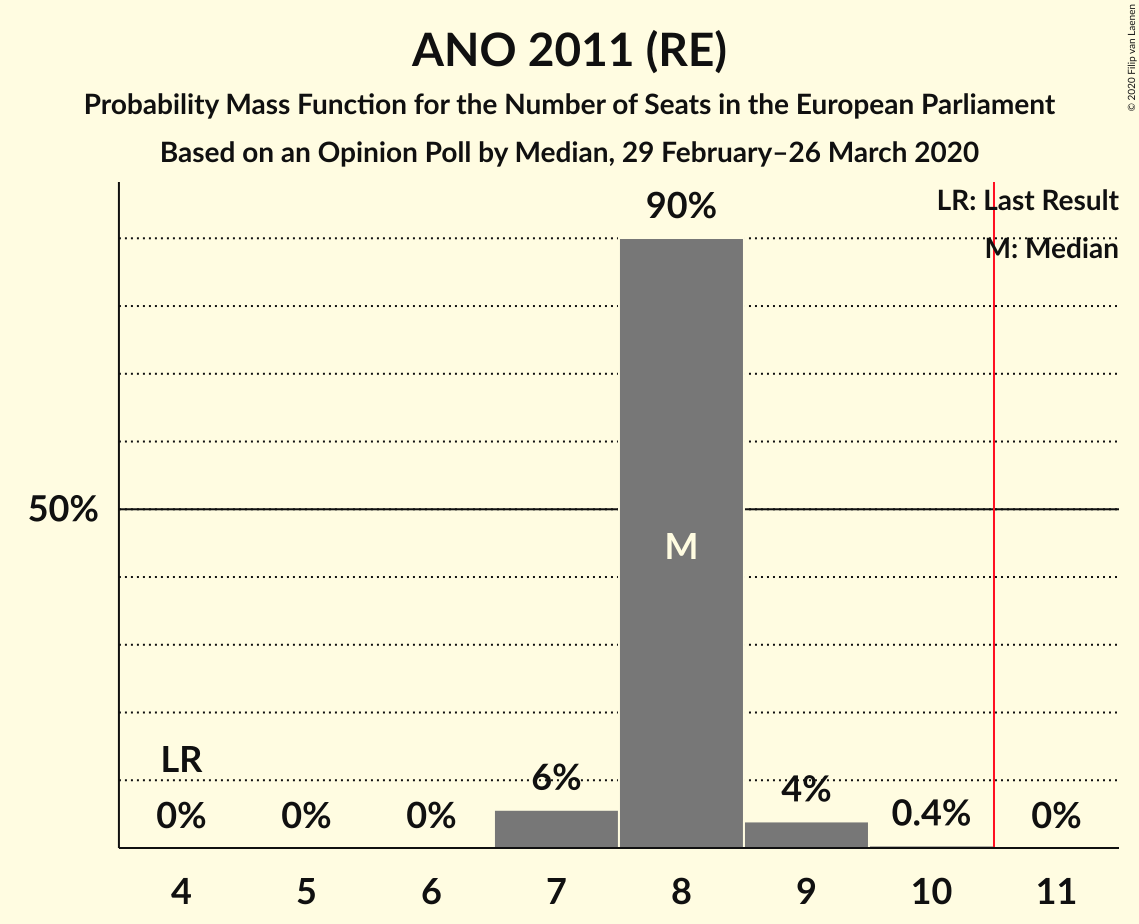 ANO 2011 (RE)
Probability Mass Function for the Number of Seats in the European Parliament
Based on an Opinion Poll by Median, 29 February–26 March 2020
© 2020 Filip van Laenen
LR: Last Result
M: Median
90%
50%
M
LR
0%
0%
0%
6%
4%
0.4%
0%
4
5
6
7
8
9
10
11